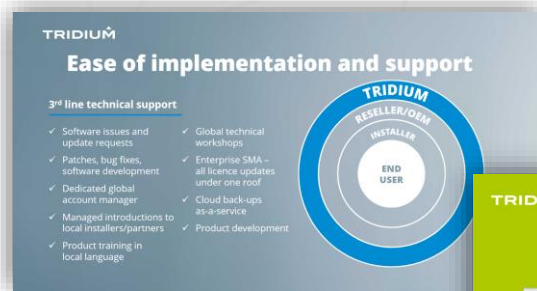 TRIDIUM
Ease of implementation and support
3rd line technical support
✓ Software issues and
update requests
✓ Patches, bug fixes,
software development
✓ Dedicated global
account manager
✓ Managed introductions to
local installers/partners
✓ Product training in
local language
✓ Global technical
workshops
✓ Enterprise SMA –
all licence updates
under one roof
✓ Cloud back-ups
as-a-service
✓ Product development
TRIDIUM
RESELLER/OEM
INSTALLER
END
USER
TRID